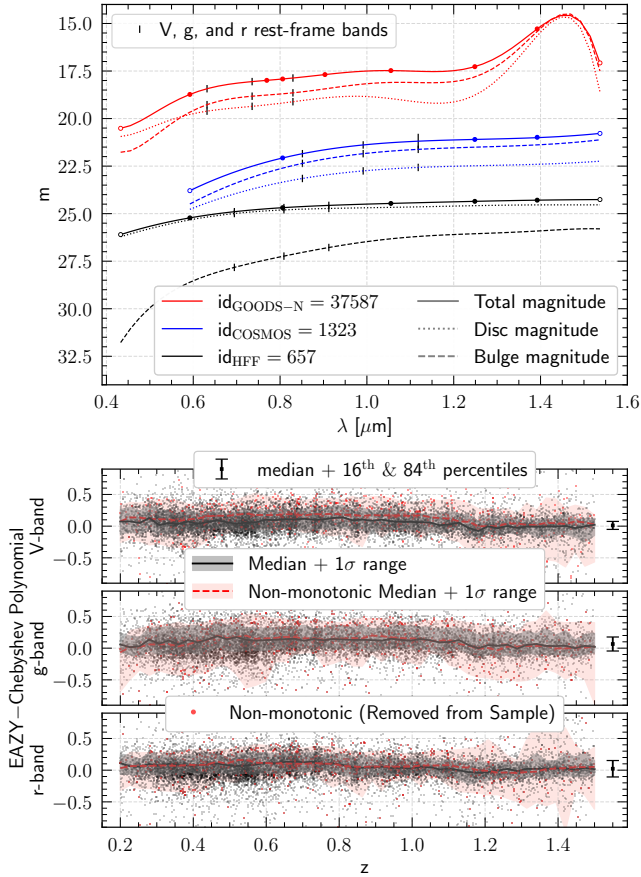 15.0
17.5
20.0
22.5
25.0
27.5
30.0
32.5
m
V, g, and r rest-frame bands
id_GOODS−N = 37587
id_COSMOS = 1323
id_HFF = 657
Total magnitude
Disc magnitude
Bulge magnitude
0.4 0.6 0.8 1.0 1.2 1.4 1.6
λ [μm]
EAZY−Chebyshev Polynomial
V-band
0.5
0.0
−0.5
median + 16th & 84th percentiles
Median + 1σ range
Non-monotonic Median + 1σ range
g-band
0.5
0.0
−0.5
Non-monotonic (Removed from Sample)
r-band
0.5
0.0
−0.5
0.2 0.4 0.6 0.8 1.0 1.2 1.4
z